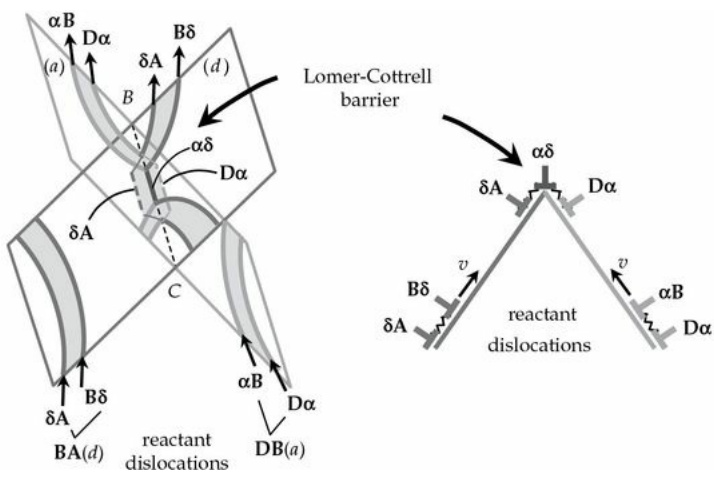 αB
Dα
Bδ
δA
(a)
(d)
B
Lomer-Cottrell
barrier
αδ
Dα
δA
C
αB
Bδ
Dα
δA
BA(d)
DB(a)
reactant
dislocations
αδ
δA
Dα
v
v
Bδ
αB
reactant
δA
Dα
dislocations